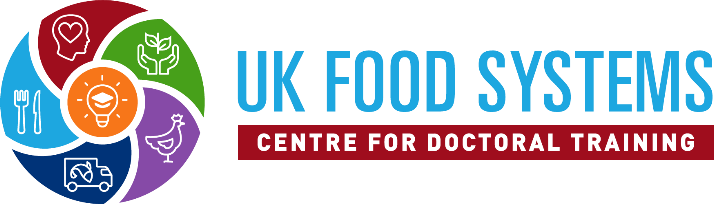 UK FOOD SYSTEMS
CENTRE FOR DOCTORAL TRAINING